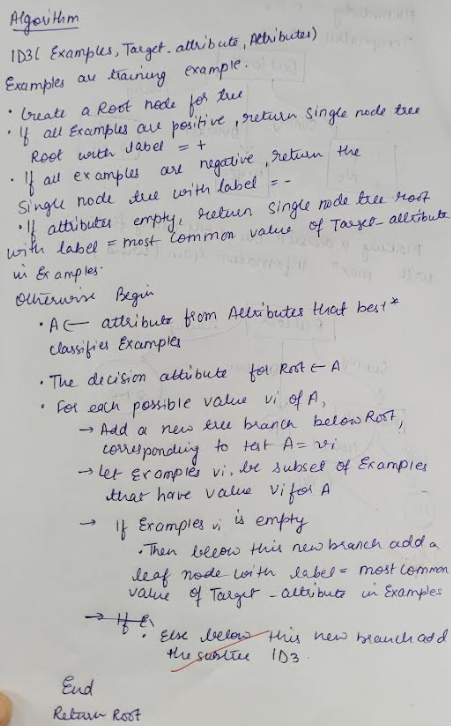 Algorithm
ID3( Examples, Target-attribute, Attributes)
Examples are training example.
• Create a Root node for tree
• If all Examples are positive, return single node tree
Root with label = +
• If all examples are negative, return the
Single node tree with label = -
• If attributes empty, return single node tree root
with label = most common value of Target-attribute
in Examples.
Otherwise Begin
• A ← attribute from Attributes that best*
classifies Examples
• The decision attribute for Root ← A
• For each possible value vi of A,
→ Add a new tree branch below Root,
corresponding to test A = vi
→ Let Examples vi, be subset of Examples
that have value vi for A
→ If Examples vi is empty
• Then below this new branch add a
leaf node with label = most common
value of Target-attribute in Examples
→ If E
• Else below this new branch add
the subtree ID3.
End
Return Root